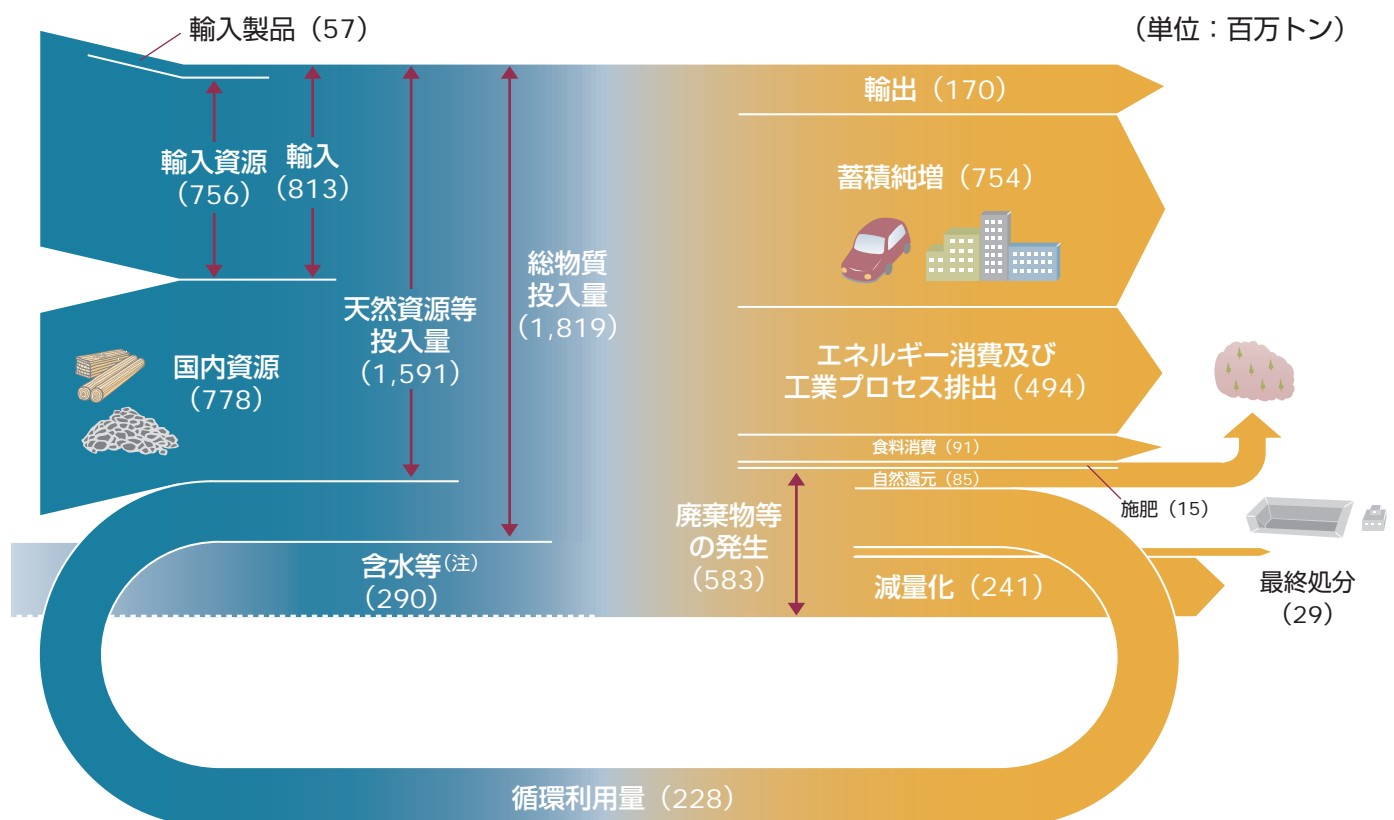 輸入製品（57）
（単位：百万トン）
輸入資源
（756）
輸入
（813）
国内資源
（778）
天然資源等
投入量
（1,591）
総物質
投入量
（1,819）
含水等（注）
（290）
輸出（170）
蓄積純増（754）
エネルギー消費及び
工業プロセス排出（494）
食料消費（91）
自然還元（85）
施肥（15）
廃棄物等
の発生
（583）
減量化（241）
最終処分
（29）
循環利用量（228）